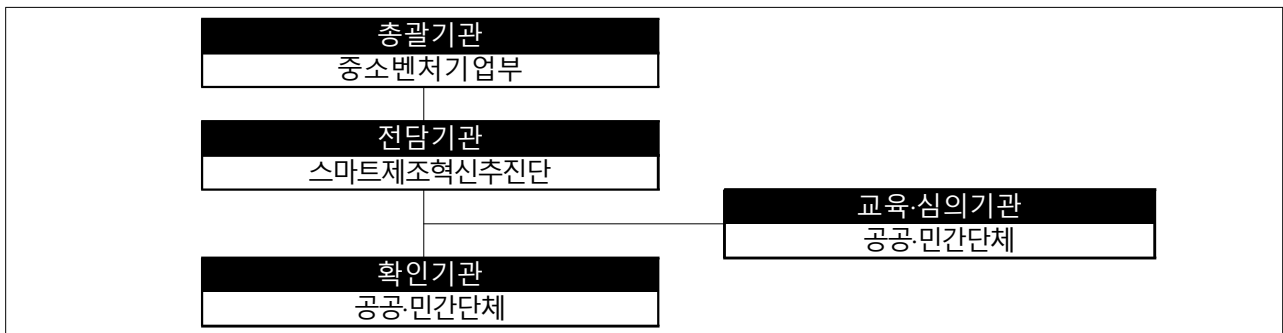 총괄기관
중소벤처기업부
전담기관
스마트제조혁신추진단
교육·심의기관
공공·민간단체
확인기관
공공·민간단체